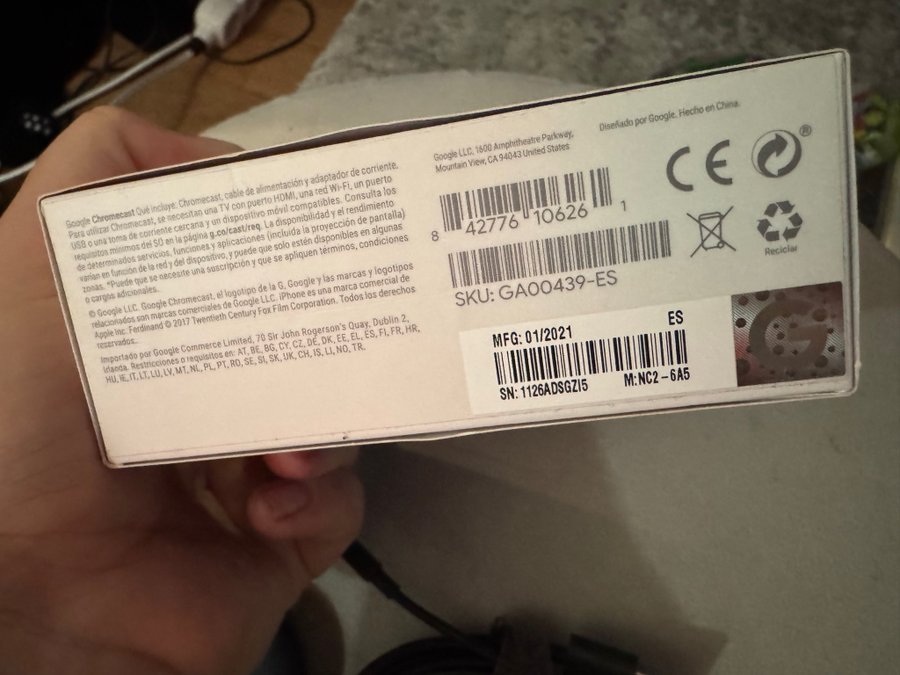 Google Chromecast Qué incluye: Chromecast, cable de alimentación y adaptador de corriente.
Para utilizar Chromecast, se necesitan una TV con puerto HDMI, una red Wi-Fi, un puerto
USB o una toma de corriente cercana y un dispositivo móvil compatibles. Consulta los
requisitos mínimos del SO en la página g.co/cast/req. La disponibilidad y el rendimiento
de determinados servicios, funciones y aplicaciones (incluida la proyección de pantalla)
varían en función de la red y del dispositivo, y puede que solo estén disponibles en algunas
zonas. *Puede que se necesite una suscripción y que se apliquen términos, condiciones
o cargos adicionales.
© Google LLC. Google Chromecast, el logotipo de la G, Google y las marcas y logotipos
relacionados son marcas comerciales de Google LLC. iPhone es una marca comercial de
Apple Inc. Ferdinand © 2017 Twentieth Century Fox Film Corporation. Todos los derechos
reservados.
Importado por Google Commerce Limited, 70 Sir John Rogerson's Quay, Dublin 2,
Irlanda. Restricciones o requisitos en: AT, BE, BG, CY, CZ, DE, DK, EE, EL, ES, FI, FR, HR,
HU, IE, IT, LT, LU, LV, MT, NL, PL, PT, RO, SE, SI, SK, UK, CH, IS, LI, NO, TR.
Google LLC, 1600 Amphitheatre Parkway,
Mountain View, CA 94043 United States
Diseñado por Google. Hecho en China.
8 42776 10626 1
SKU: GA00439-ES
CE
®
Reciclar
MFG: 01/2021 ES
SN: 1126ADSGZI5 M:NC2-6A5
G